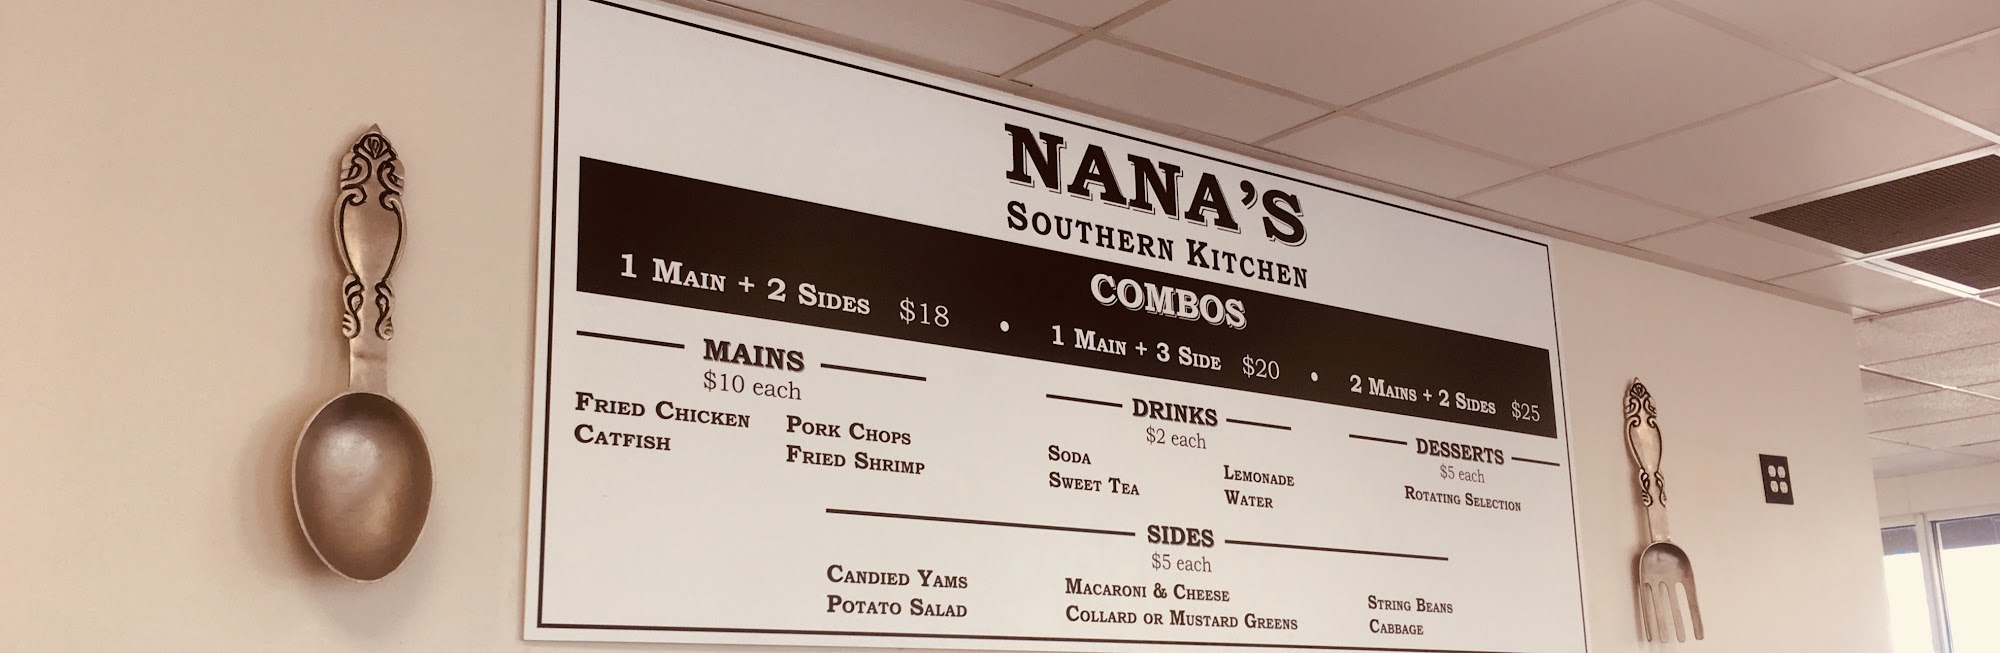 NANA'S
SOUTHERN KITCHEN
COMBOS
1 MAIN + 2 SIDES $18 • 1 MAIN + 3 SIDE $20 • 2 MAINS + 2 SIDES $25
MAINS
$10 each
FRIED CHICKEN
CATFISH
PORK CHOPS
FRIED SHRIMP
DRINKS
$2 each
SODA
SWEET TEA
LEMONADE
WATER
DESSERTS
$5 each
ROTATING SELECTION
SIDES
$5 each
CANDIED YAMS
POTATO SALAD
MACARONI & CHEESE
COLLARD OR MUSTARD GREENS
STRING BEANS
CABBAGE